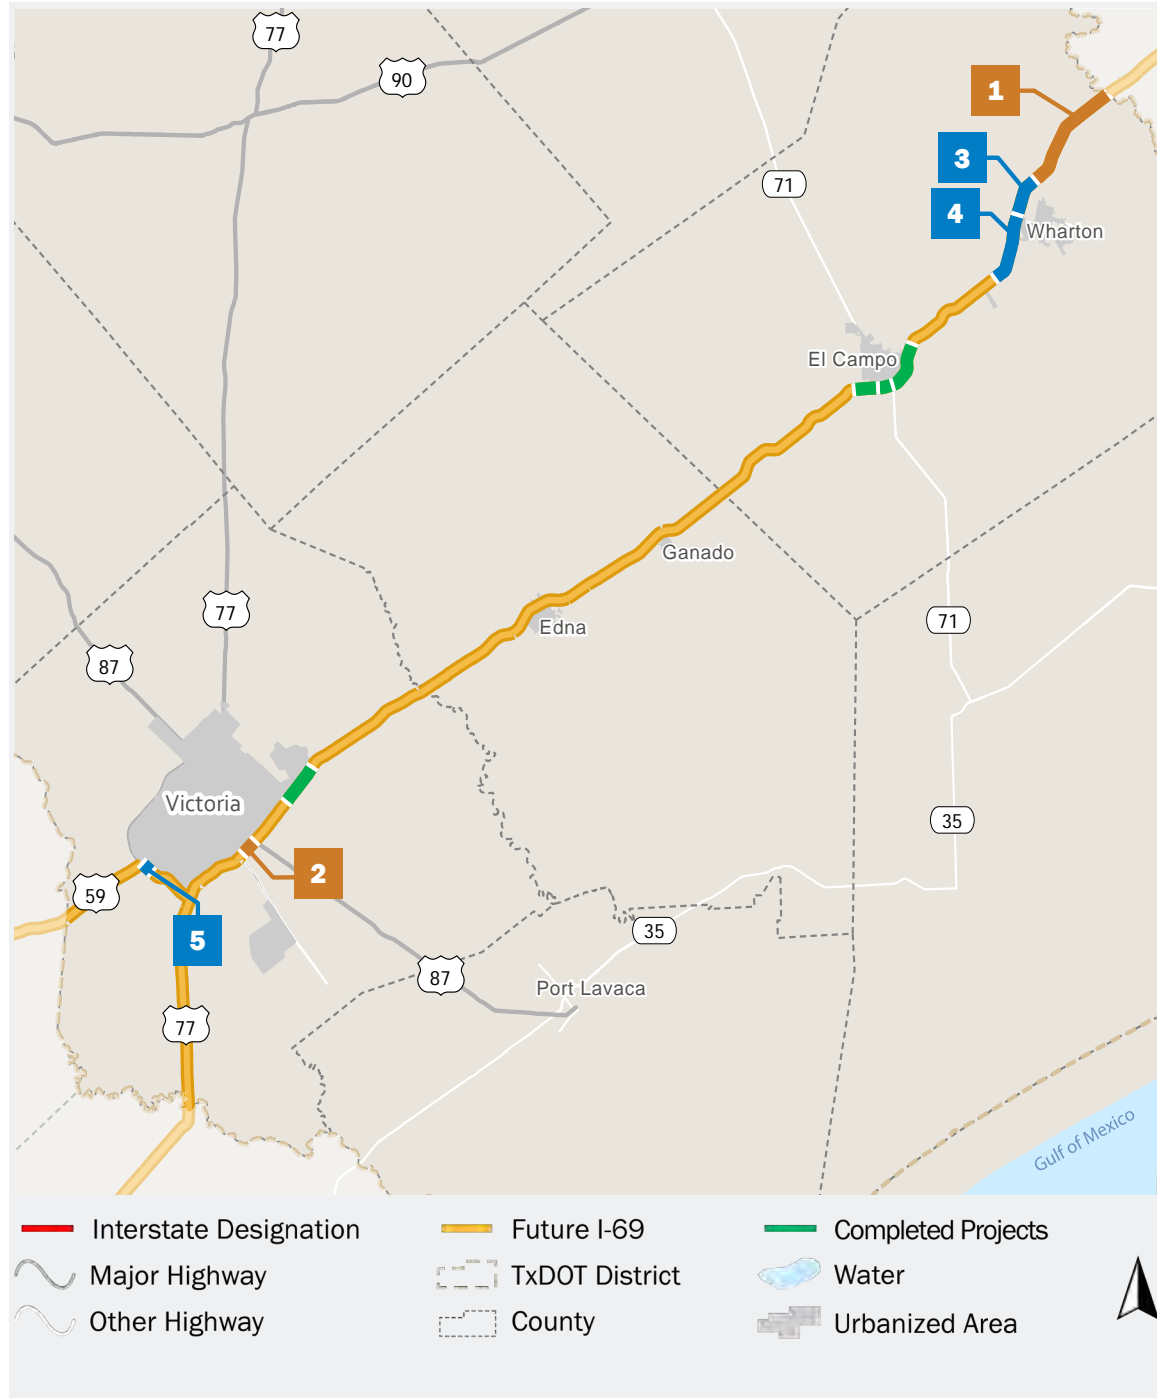 77
90
1
3
71
4
Wharton
El Campo
Ganado
77
71
Edna
87
Victoria
35
2
59
35
5
87
Port Lavaca
77
Gulf of Mexico
Interstate Designation
Future I-69
Completed Projects
Major Highway
TxDOT District
Water
Other Highway
County
Urbanized Area